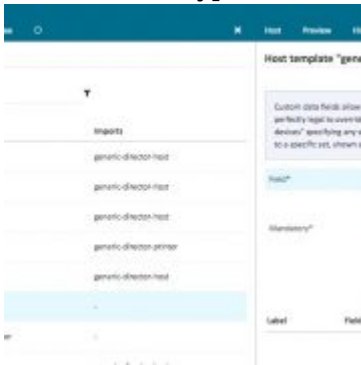 Host Preview
Host template "gene
Custom data fields allow
perfectly legal to overrid
devices" specifying any
to a specific set, shown a
Imports
generic-director-host
generic-director-host
generic-director-host
generic-director-printer
generic-director-host
-
-
Field*
Mandatory*
Label Field